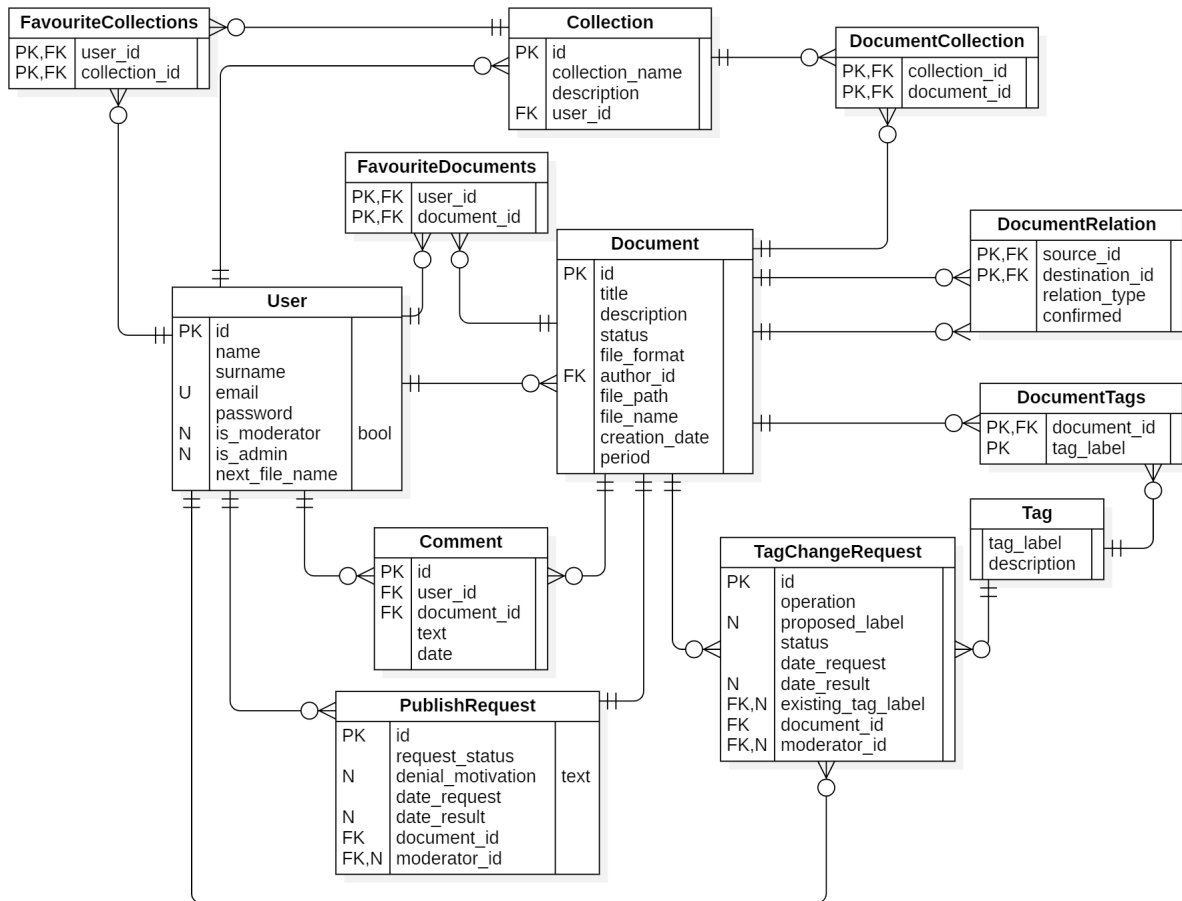 FavouriteCollections
PK,FK user_id
PK,FK collection_id
Collection
PK id
collection_name
description
FK user_id
DocumentCollection
PK,FK collection_id
PK,FK document_id
FavouriteDocuments
PK,FK user_id
PK,FK document_id
Document
PK id
title
description
status
file_format
FK author_id
file_path
file_name
creation_date
period
DocumentRelation
PK,FK source_id
PK,FK destination_id
relation_type
confirmed
User
PK id
name
surname
U email
password
N is_moderator bool
N is_admin
next_file_name
DocumentTags
PK,FK document_id
PK tag_label
Tag
tag_label
description
Comment
PK id
FK user_id
FK document_id
text
date
TagChangeRequest
PK id
operation
N proposed_label
status
date_request
N date_result
FK,N existing_tag_label
FK document_id
FK,N moderator_id
PublishRequest
PK id
request_status
N denial_motivation text
date_request
N date_result
FK document_id
FK,N moderator_id